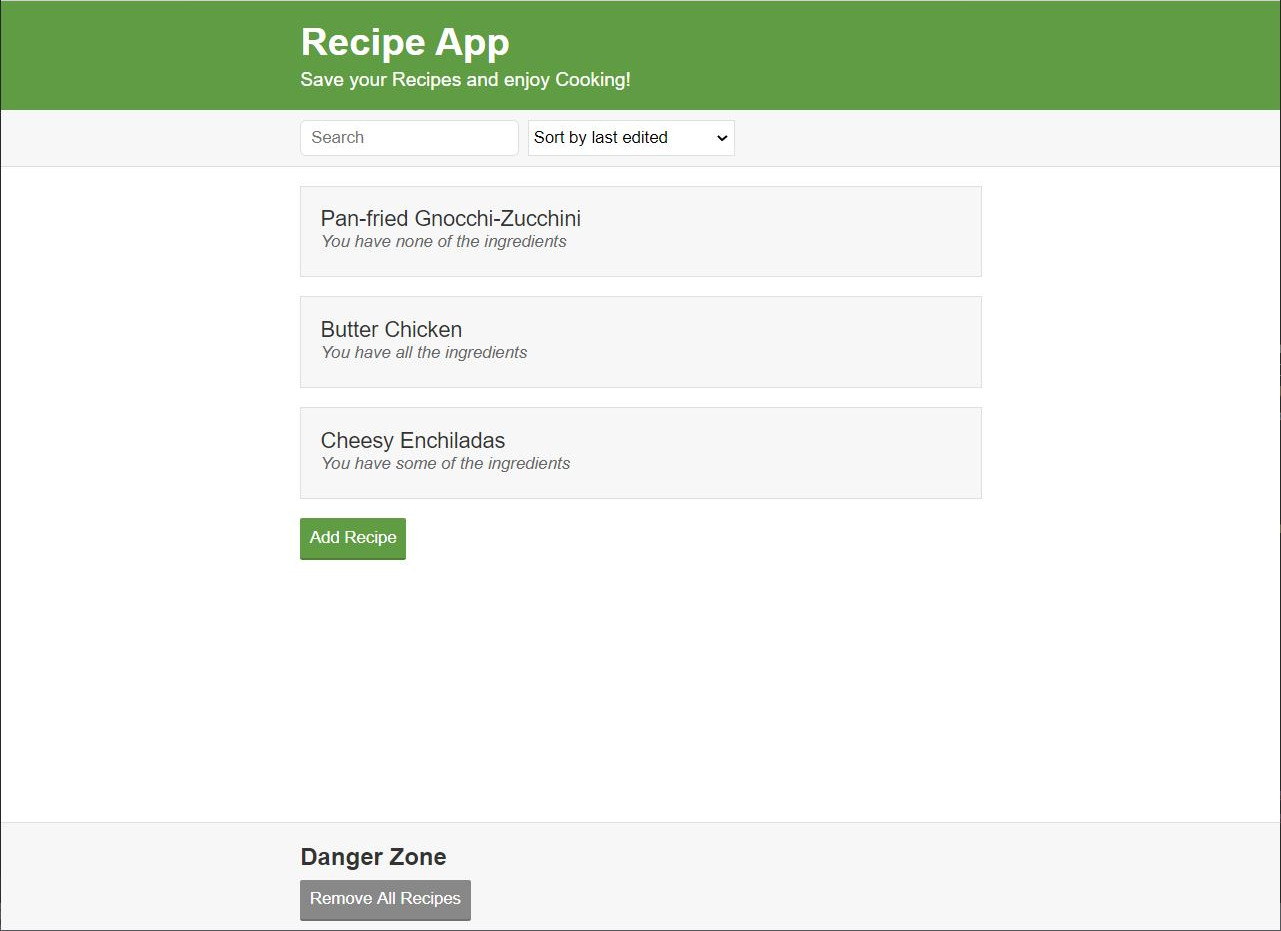 Recipe App
Save your Recipes and enjoy Cooking!
Search
Sort by last edited
Pan-fried Gnocchi-Zucchini
You have none of the ingredients
Butter Chicken
You have all the ingredients
Cheesy Enchiladas
You have some of the ingredients
Add Recipe
Danger Zone
Remove All Recipes